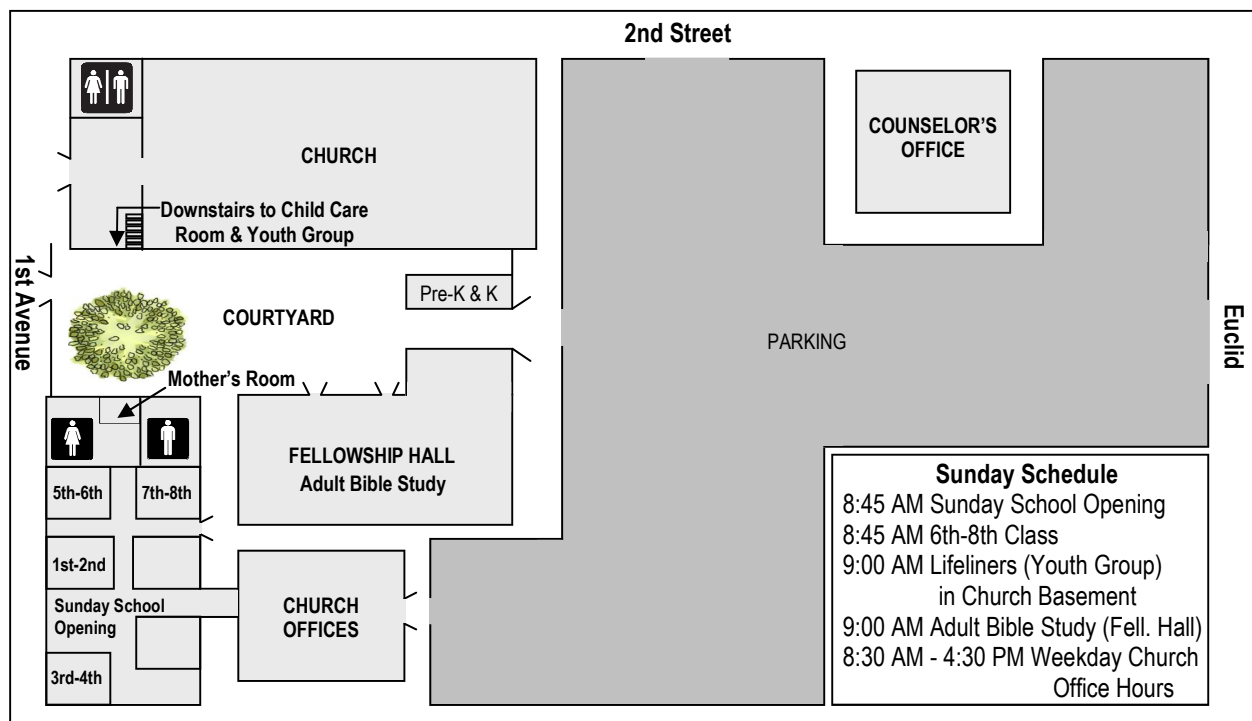 2nd Street
CHURCH
COUNSELOR'S
OFFICE
Downstairs to Child Care
Room & Youth Group
1st Avenue
Pre-K & K
COURTYARD
PARKING
Euclid
Mother's Room
FELLOWSHIP HALL
Adult Bible Study
5th-6th
7th-8th
1st-2nd
Sunday School
Opening
3rd-4th
CHURCH
OFFICES
Sunday Schedule
8:45 AM Sunday School Opening
8:45 AM 6th-8th Class
9:00 AM Lifeliners (Youth Group)
in Church Basement
9:00 AM Adult Bible Study (Fell. Hall)
8:30 AM - 4:30 PM Weekday Church
Office Hours